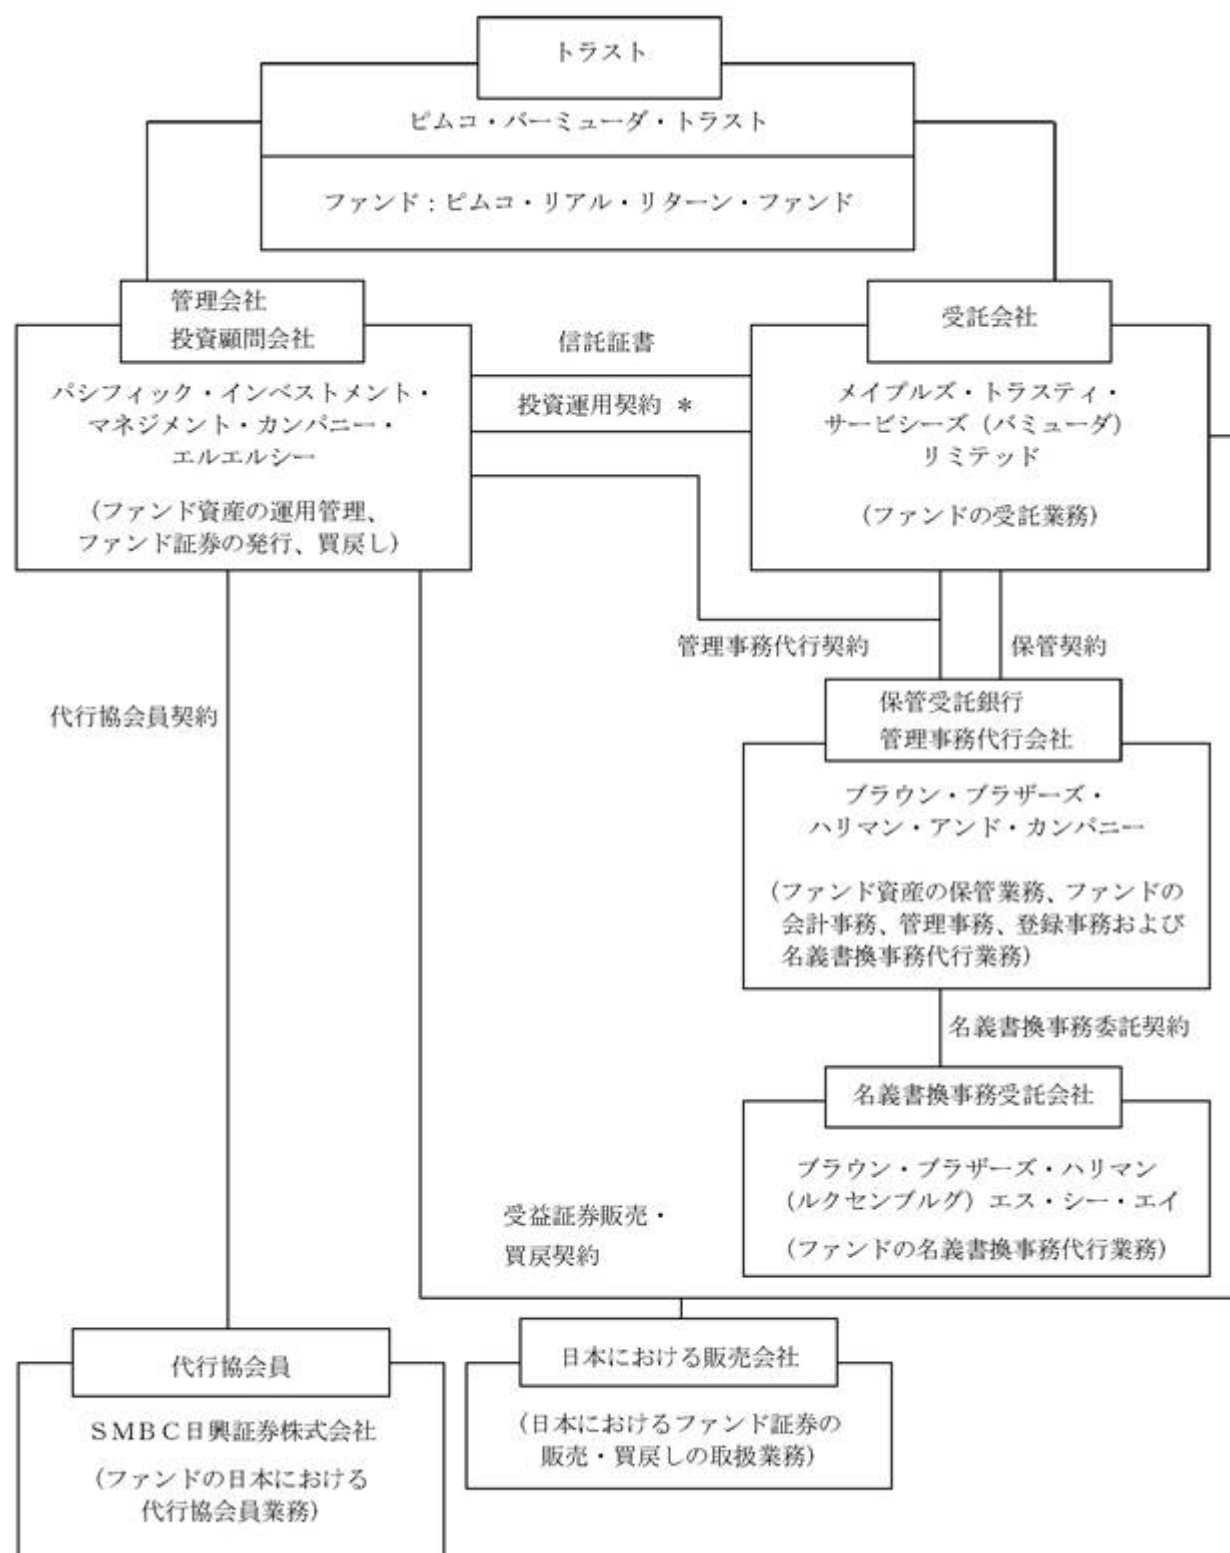 トラスト
ピムコ・バーミューダ・トラスト
ファンド：ピムコ・リアル・リターン・ファンド
管理会社
投資顧問会社
パシフィック・インベストメント・
マネジメント・カンパニー・
エルエルシー
（ファンド資産の運用管理、
ファンド証券の発行、買戻し）
信託証書
投資運用契約 ＊
受託会社
メイプルズ・トラスティ・
サービシーズ（バミューダ）
リミテッド
（ファンドの受託業務）
管理事務代行契約
保管契約
代行協会員契約
保管受託銀行
管理事務代行会社
ブラウン・ブラザーズ・
ハリマン・アンド・カンパニー
（ファンド資産の保管業務、ファンドの
会計事務、管理事務、登録事務および
名義書換事務代行業務）
名義書換事務委託契約
名義書換事務受託会社
ブラウン・ブラザーズ・ハリマン
（ルクセンブルグ）エス・シー・エイ
（ファンドの名義書換事務代行業務）
受益証券販売・
買戻契約
代行協会員
ＳＭＢＣ日興証券株式会社
（ファンドの日本における
代行協会員業務）
日本における販売会社
（日本におけるファンド証券の
販売・買戻しの取扱業務）